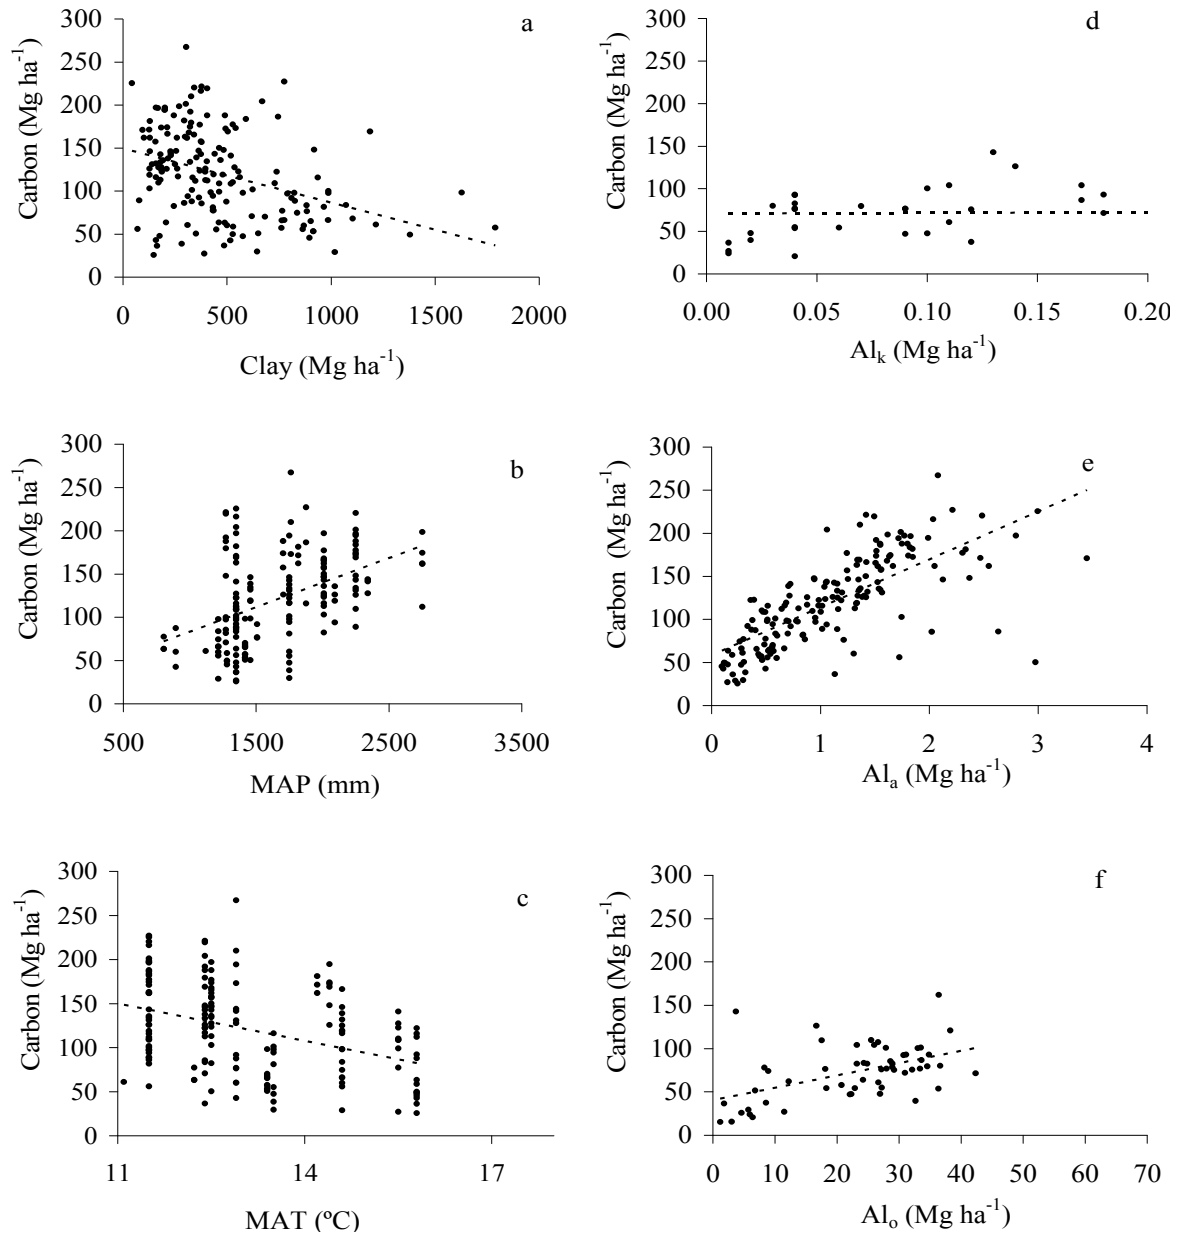 a
Carbon (Mg ha⁻¹)
300
250
200
150
100
50
0
0 500 1000 1500 2000
Clay (Mg ha⁻¹)
d
Carbon (Mg ha⁻¹)
300
250
200
150
100
50
0
0.00 0.05 0.10 0.15 0.20
Alₖ (Mg ha⁻¹)
b
Carbon (Mg ha⁻¹)
300
250
200
150
100
50
0
500 1500 2500 3500
MAP (mm)
e
Carbon (Mg ha⁻¹)
300
250
200
150
100
50
0
0 1 2 3 4
Alₐ (Mg ha⁻¹)
c
Carbon (Mg ha⁻¹)
300
250
200
150
100
50
0
11 14 17
MAT (ºC)
f
Carbon (Mg ha⁻¹)
300
250
200
150
100
50
0
0 10 20 30 40 50 60 70
Alₒ (Mg ha⁻¹)